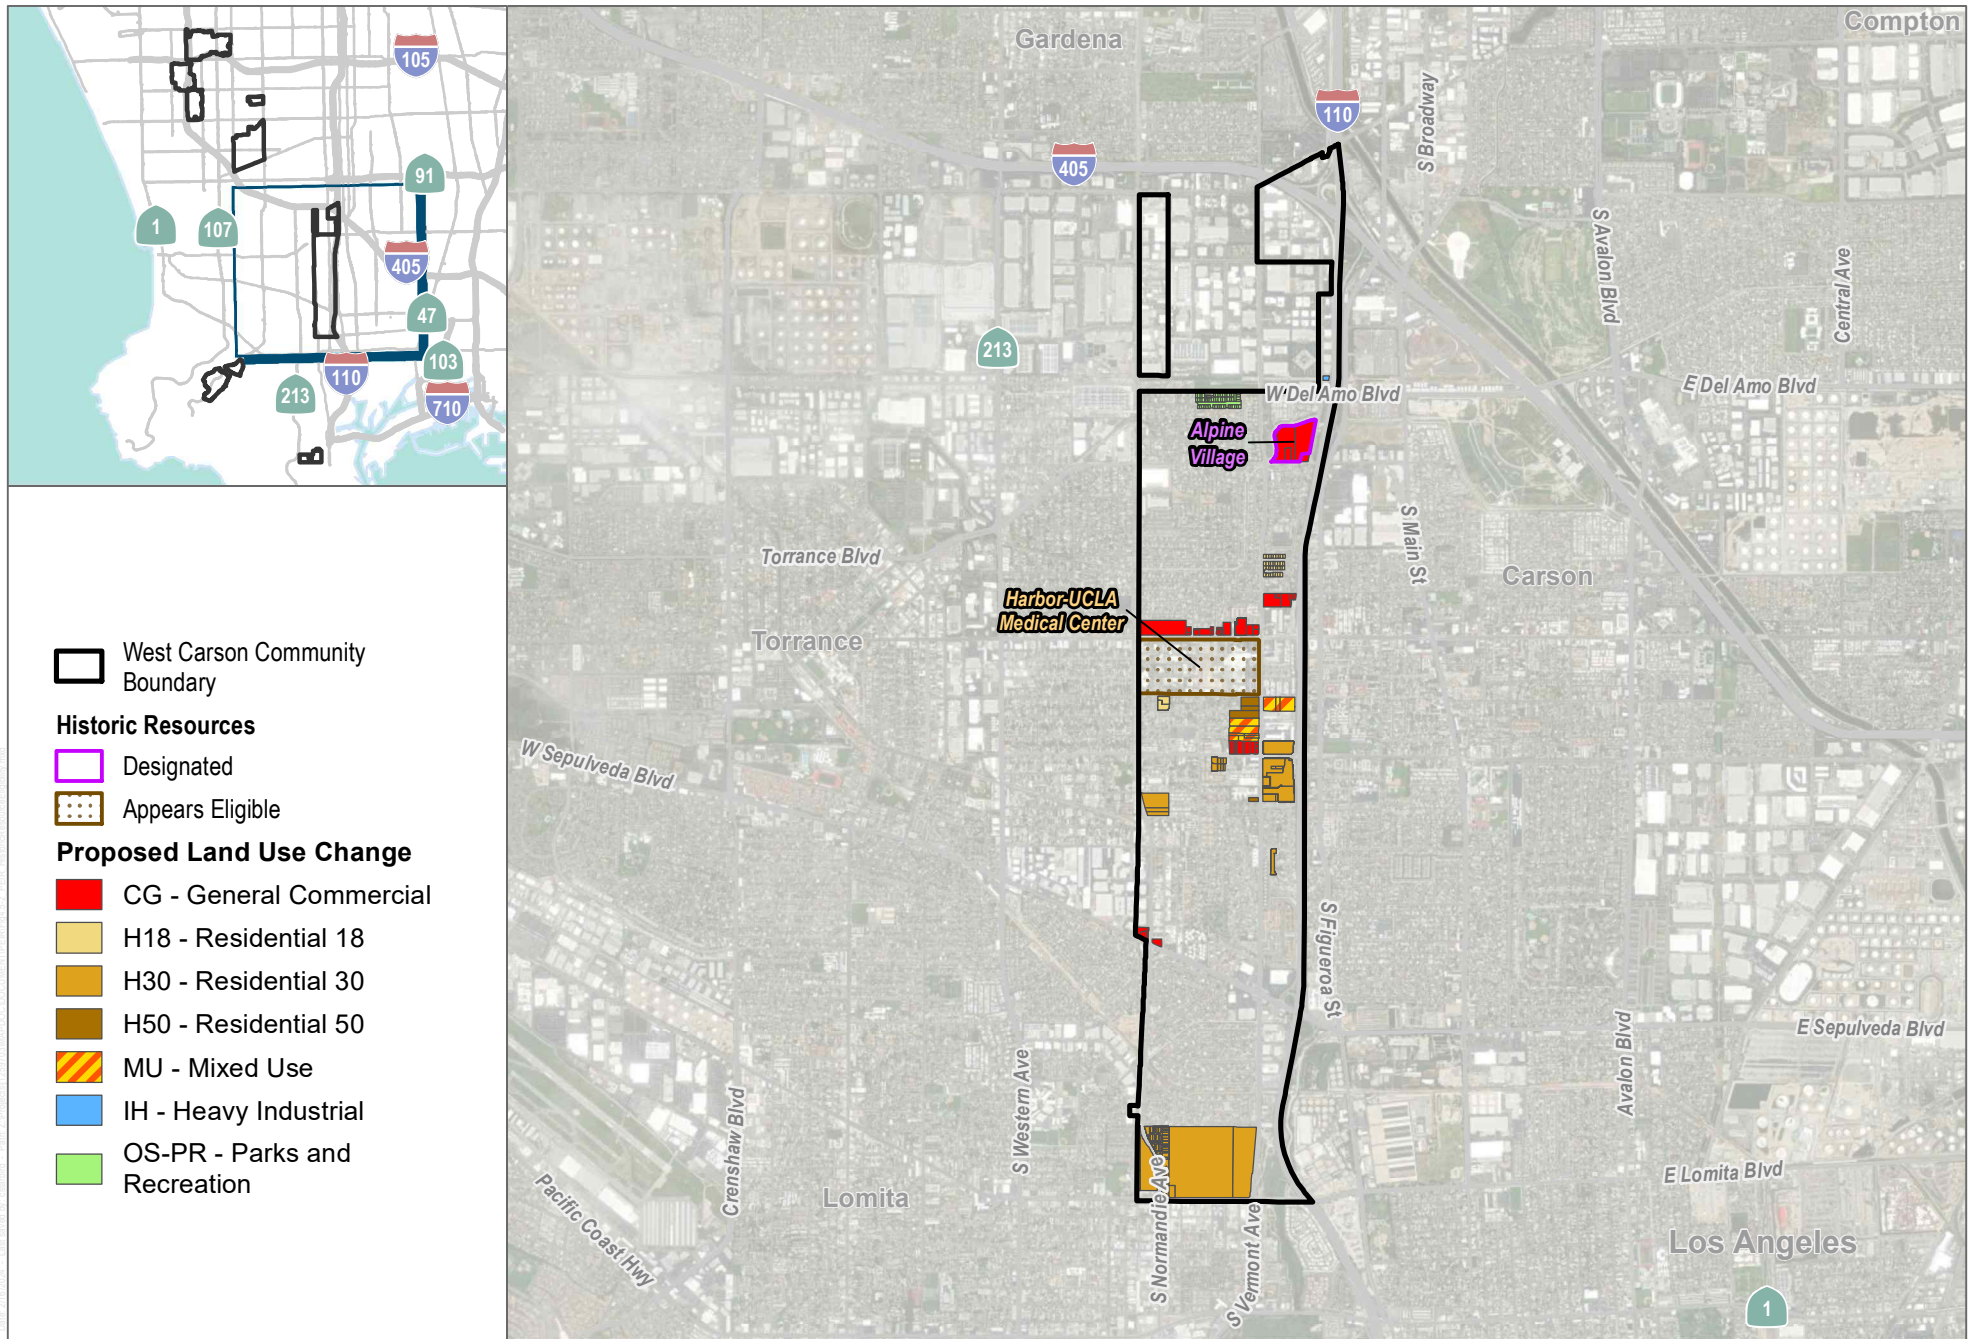 105
91
1
107
405
47
103
110
213
710
West Carson Community
Boundary
Historic Resources
Designated
Appears Eligible
Proposed Land Use Change
CG - General Commercial
H18 - Residential 18
H30 - Residential 30
H50 - Residential 50
MU - Mixed Use
IH - Heavy Industrial
OS-PR - Parks and
Recreation
Compton
Gardena
110
S Broadway
405
S Avalon Blvd
Central Ave
213
W Del Amo Blvd
E Del Amo Blvd
Alpine
Village
S Main St
Torrance Blvd
Carson
Harbor-UCLA
Medical Center
Torrance
W Sepulveda Blvd
S Figueroa St
E Sepulveda Blvd
Avalon Blvd
S Western Ave
Crenshaw Blvd
E Lomita Blvd
Pacific Coast Hwy
Lomita
S Normandie Ave
S Vermont Ave
Los Angeles
1